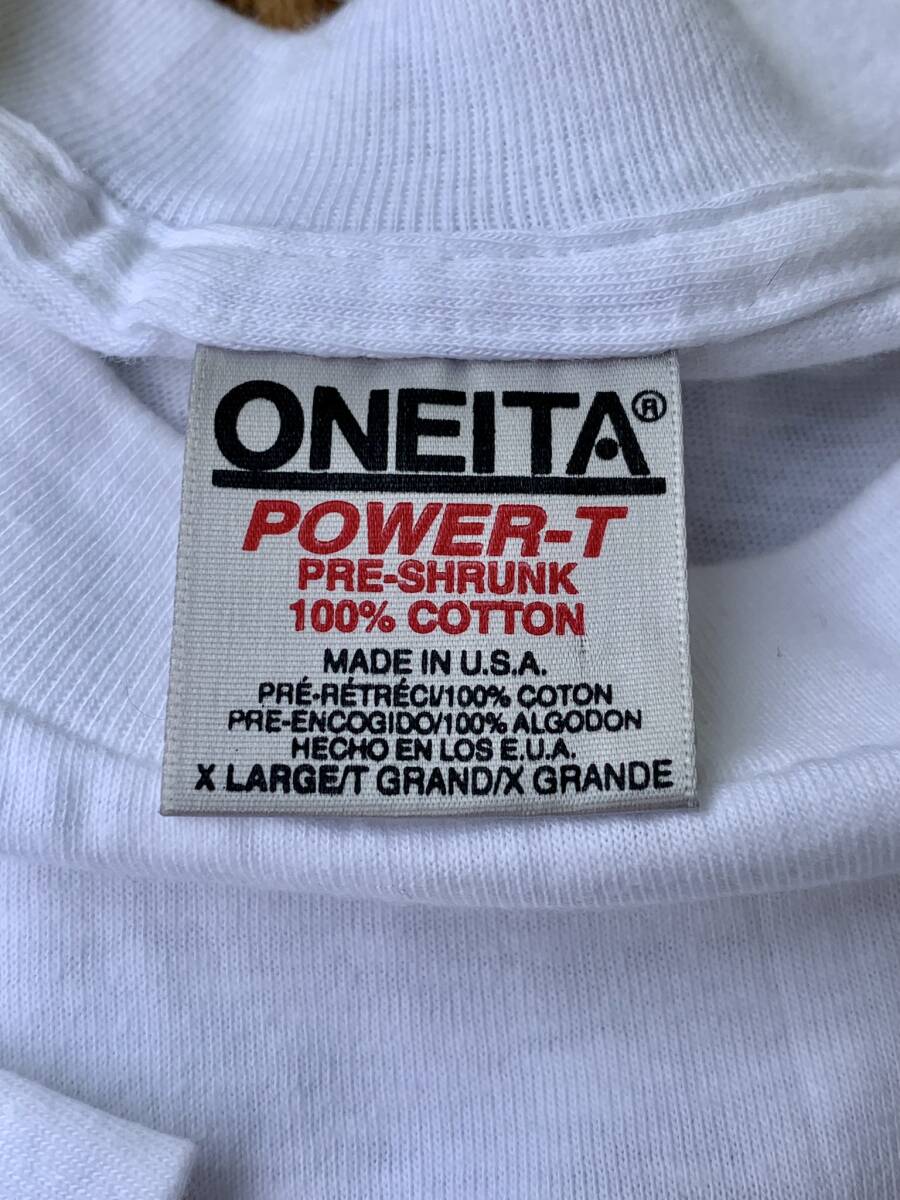 ONEITA®
POWER-T
PRE-SHRUNK
100% COTTON
MADE IN U.S.A.
PRÉ-RÉTRÉCI/100% COTON
PRE-ENCOGIDO/100% ALGODON
HECHO EN LOS E.U.A.
X LARGE/T GRAND/X GRANDE